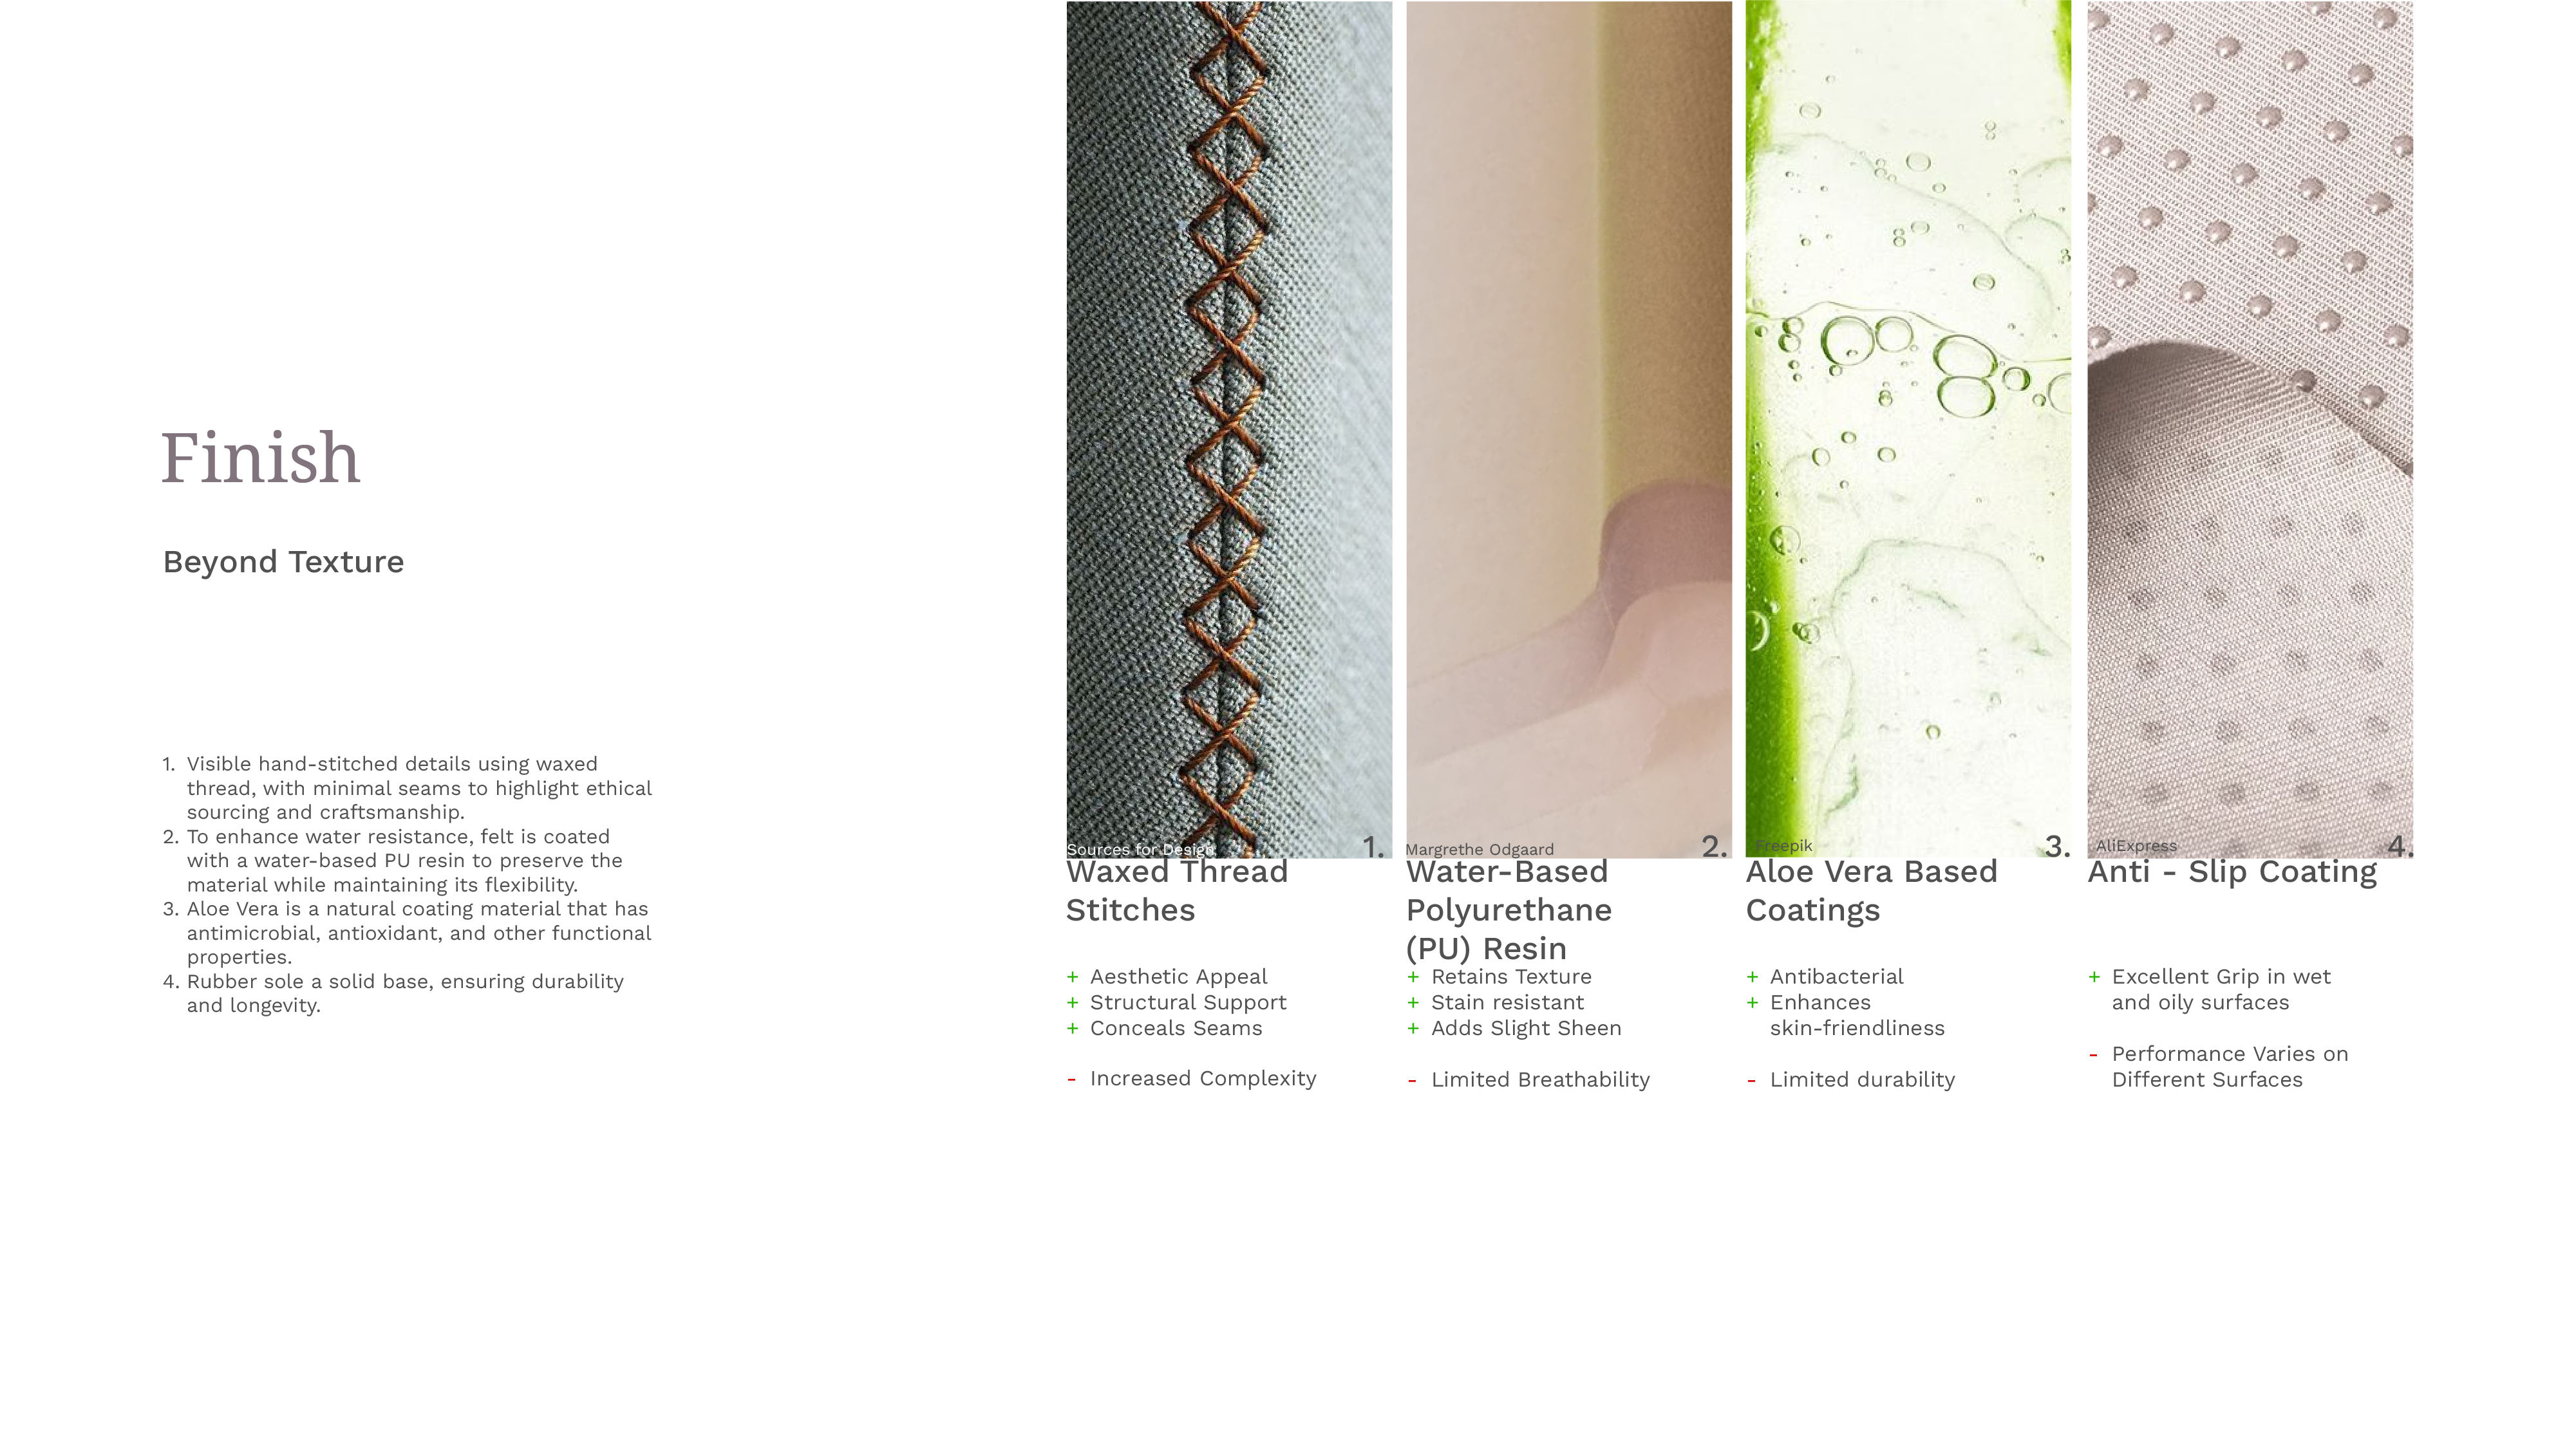 Finish
Beyond Texture
1. Visible hand-stitched details using waxed
thread, with minimal seams to highlight ethical
sourcing and craftsmanship.
2. To enhance water resistance, felt is coated
with a water-based PU resin to preserve the
material while maintaining its flexibility.
3. Aloe Vera is a natural coating material that has
antimicrobial, antioxidant, and other functional
properties.
4. Rubber sole a solid base, ensuring durability
and longevity.
Sources for Design
1.
Waxed Thread
Stitches
+ Aesthetic Appeal
+ Structural Support
+ Conceals Seams
- Increased Complexity
Margrethe Odgaard
2.
Water-Based
Polyurethane
(PU) Resin
+ Retains Texture
+ Stain resistant
+ Adds Slight Sheen
- Limited Breathability
Freepik
3.
Aloe Vera Based
Coatings
+ Antibacterial
+ Enhances
skin-friendliness
- Limited durability
AliExpress
4.
Anti - Slip Coating
+ Excellent Grip in wet
and oily surfaces
- Performance Varies on
Different Surfaces